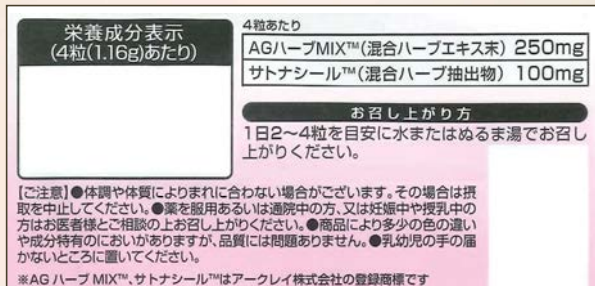 栄養成分表示
(4粒(1.16g)あたり)
4粒あたり
AGハーブMIX™(混合ハーブエキス末) 250mg
サトナシール™(混合ハーブ抽出物) 100mg
お召し上がり方
1日2～4粒を目安に水またはぬるま湯でお召し
上がりください。
【ご注意】●体調や体質によりまれに合わない場合がございます。その場合は摂
取を中止してください。●薬を服用あるいは通院中の方、又は妊娠中や授乳中の
方はお医者様とご相談の上お召し上がりください。●商品により多少の色の違い
や成分特有のにおいがありますが、品質には問題ありません。●乳幼児の手の届
かないところに置いてください。
※AG ハーブ MIX™、サトナシール™はアークレイ株式会社の登録商標です